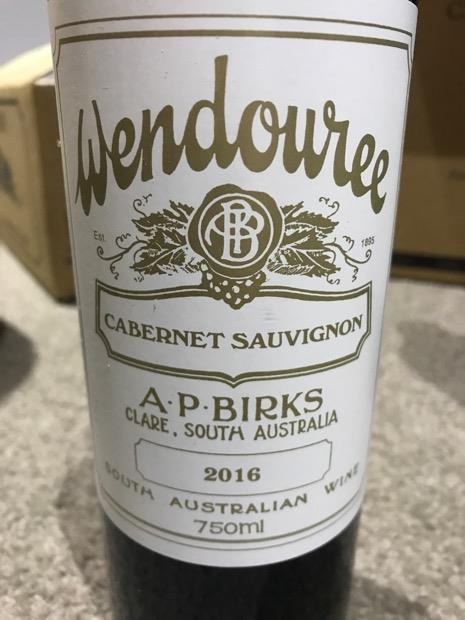 Wendouree
APB
Est. 1895
CABERNET SAUVIGNON
A·P·BIRKS
CLARE, SOUTH AUSTRALIA
2016
SOUTH AUSTRALIAN WINE
750ml